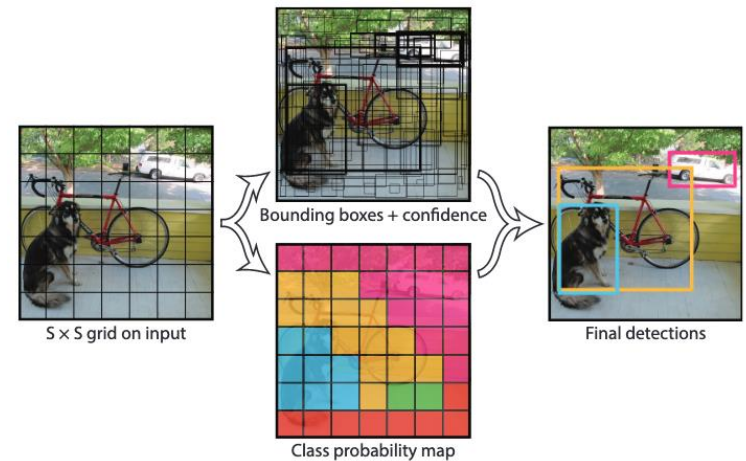 S × S grid on input
Bounding boxes + confidence
Class probability map
Final detections